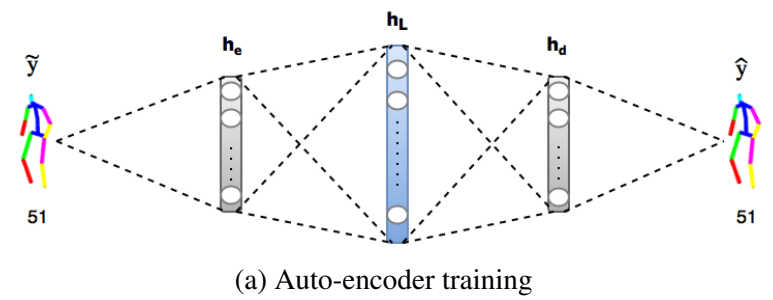 h_L
h_e
h_d
ỹ
ŷ
51
51
(a) Auto-encoder training